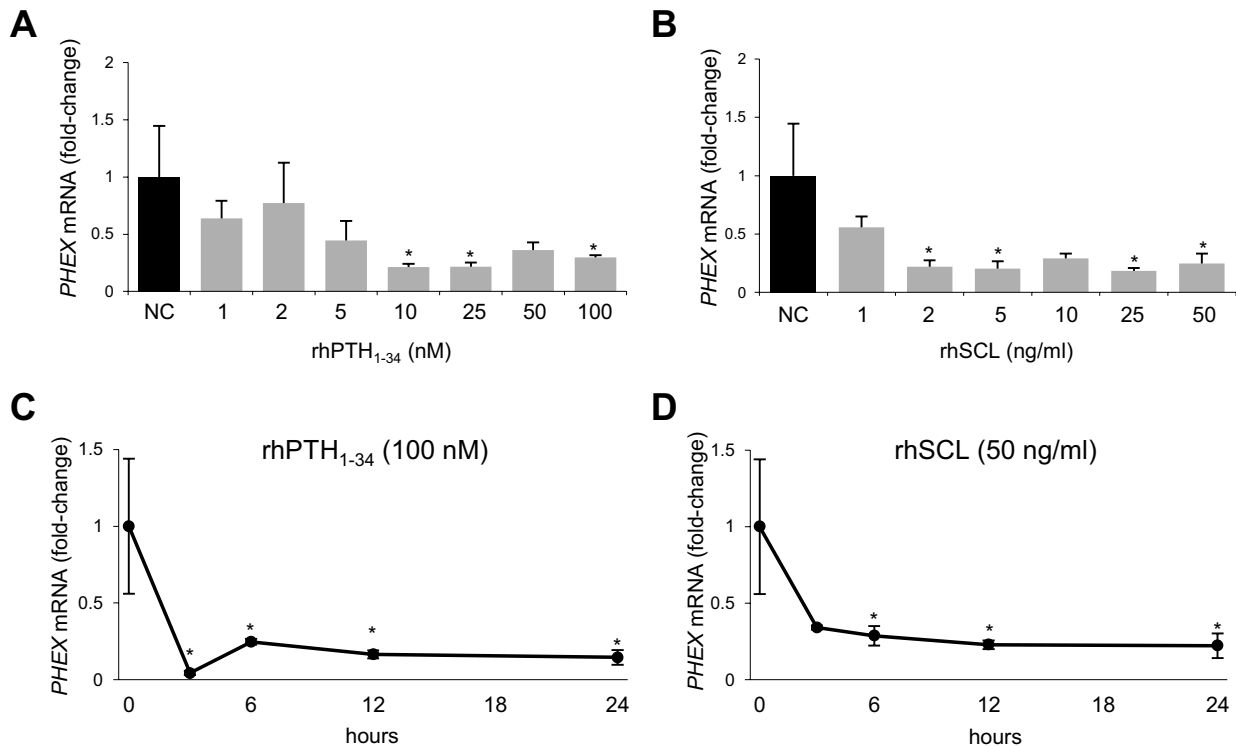 A
PHEX mRNA (fold-change)
2
1.5
1
0.5
0
* * *
NC 1 2 5 10 25 50 100
rhPTH1-34 (nM)
B
PHEX mRNA (fold-change)
2
1.5
1
0.5
0
* * * *
NC 1 2 5 10 25 50
rhSCL (ng/ml)
C
rhPTH1-34 (100 nM)
PHEX mRNA (fold-change)
1.5
1
0.5
0
* * * *
0 6 12 18 24
hours
D
rhSCL (50 ng/ml)
PHEX mRNA (fold-change)
1.5
1
0.5
0
* * *
0 6 12 18 24
hours